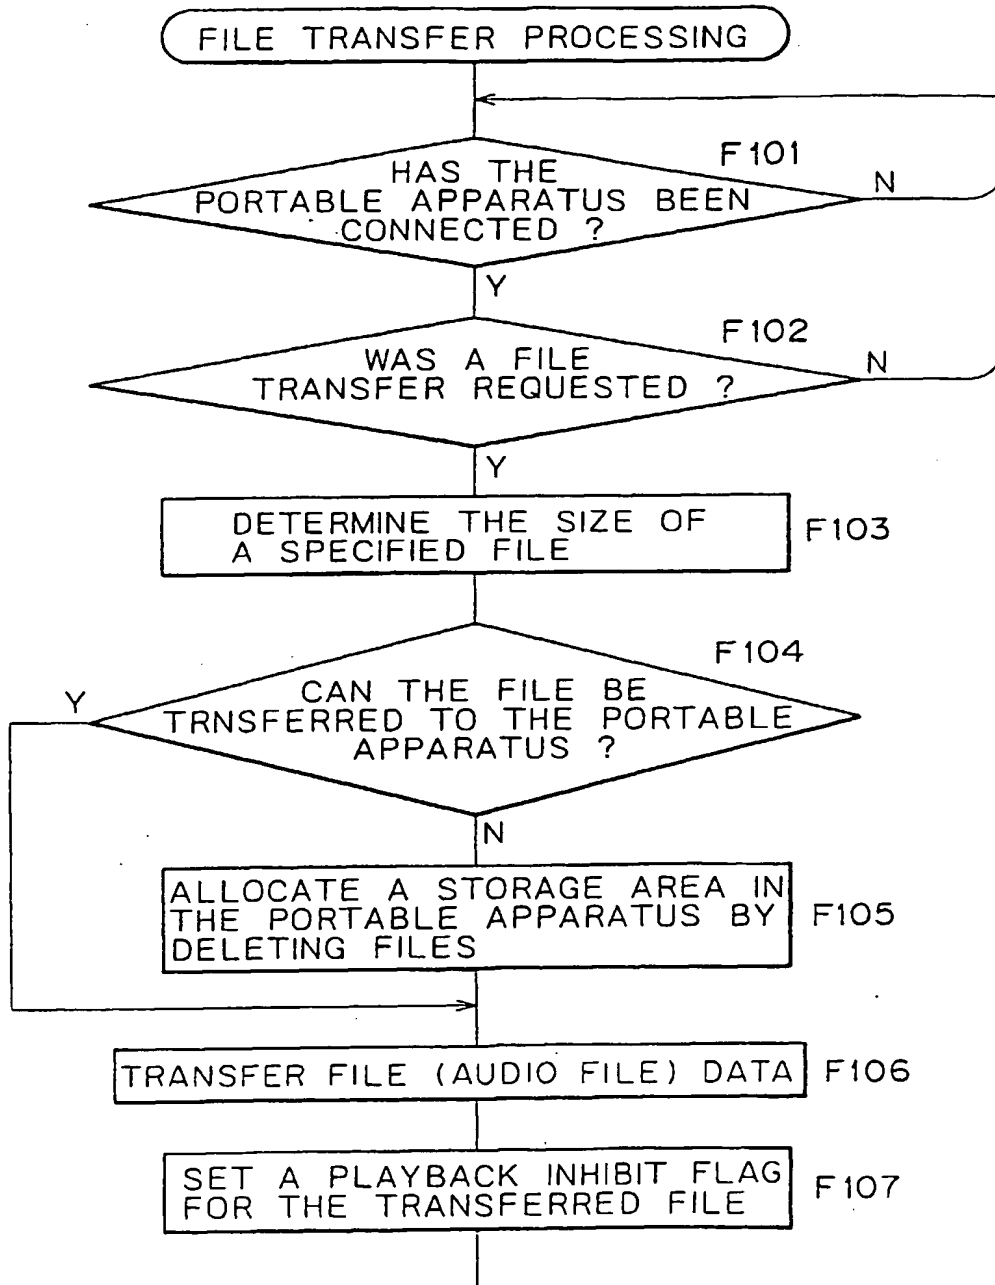 FILE TRANSFER PROCESSING
F101
HAS THE
PORTABLE APPARATUS BEEN
CONNECTED ?
N
Y
F102
WAS A FILE
TRANSFER REQUESTED ?
N
Y
DETERMINE THE SIZE OF
A SPECIFIED FILE
F103
F104
Y
CAN THE FILE BE
TRNSFERRED TO THE PORTABLE
APPARATUS ?
N
ALLOCATE A STORAGE AREA IN
THE PORTABLE APPARATUS BY
DELETING FILES
F105
TRANSFER FILE (AUDIO FILE) DATA
F106
SET A PLAYBACK INHIBIT FLAG
FOR THE TRANSFERRED FILE
F107